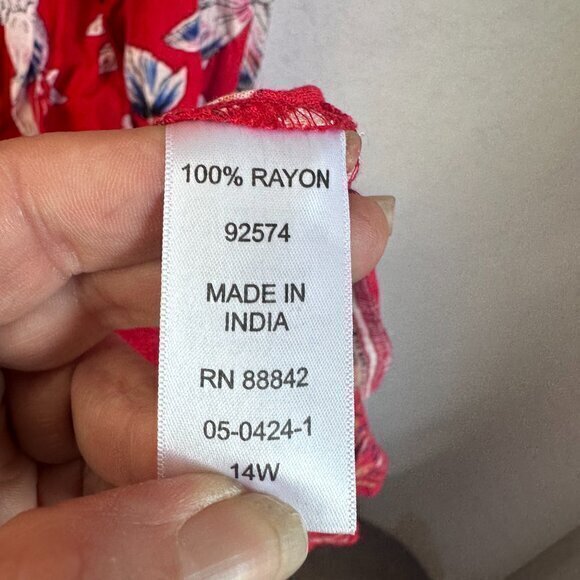 100% RAYON
92574
MADE IN
INDIA
RN 88842
05-0424-1
14W